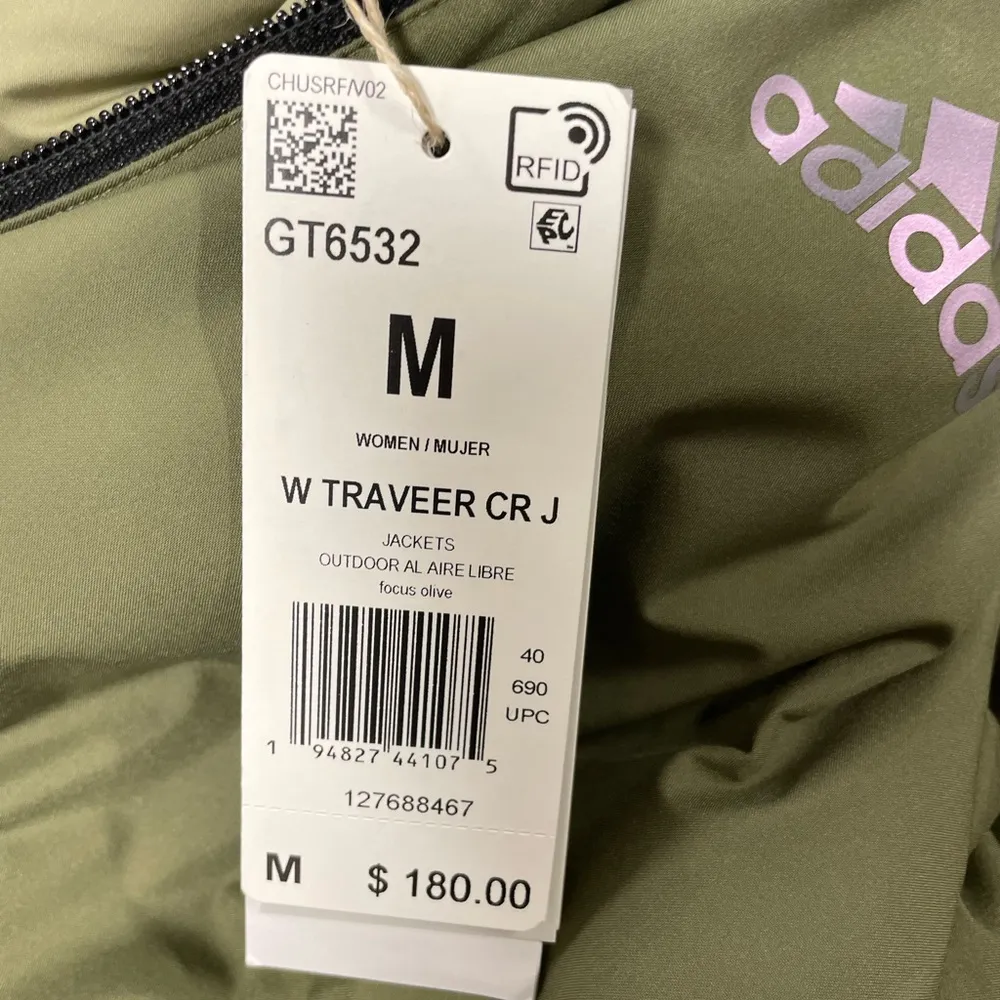 CHUSRF/V02
RFID
EPC
GT6532
M
WOMEN / MUJER
W TRAVEER CR J
JACKETS
OUTDOOR AL AIRE LIBRE
focus olive
40
690
UPC
1 94827 44107 5
127688467
M $ 180.00
adidas